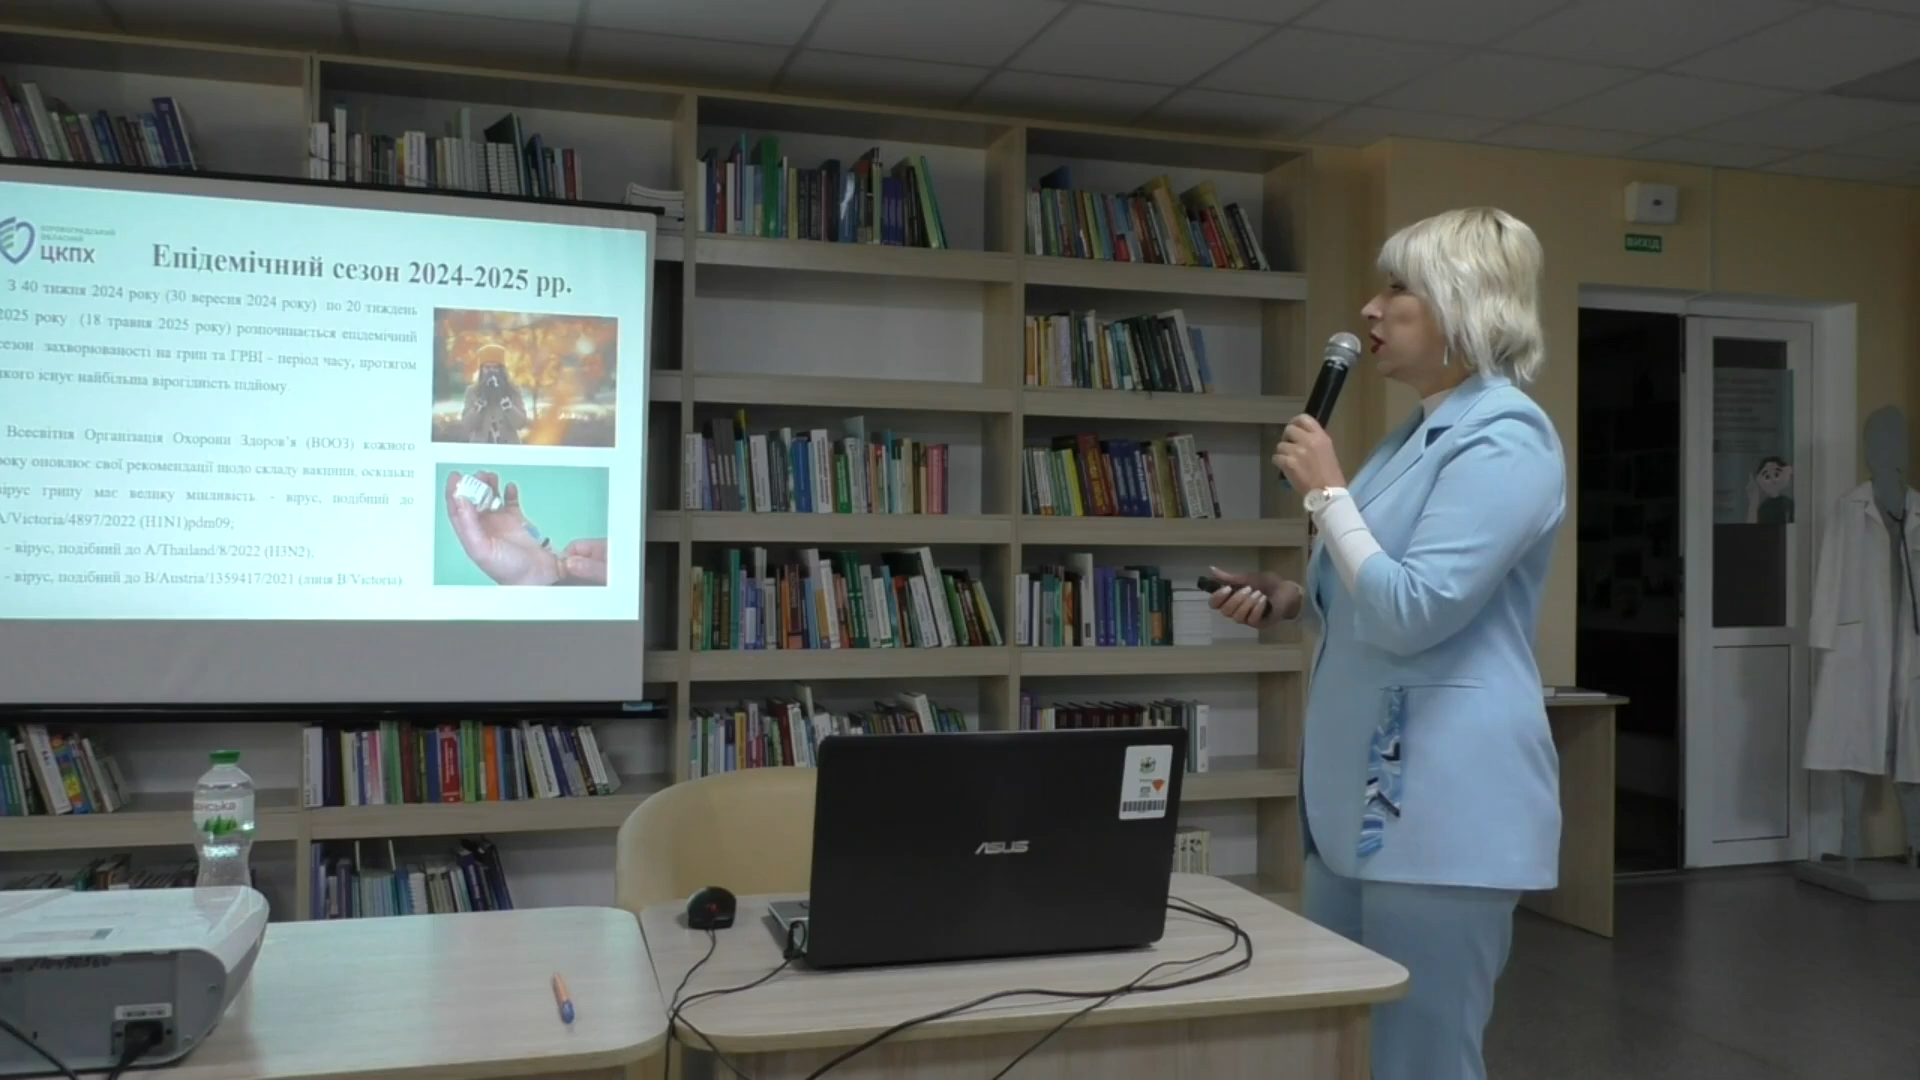 КІРОВОГРАДСЬКИЙ
ОБЛАСНИЙ
ЦКПХ
Епідемічний сезон 2024-2025 рр.
З 40 тижня 2024 року (30 вересня 2024 року) по 20 тиждень
2025 року (18 травня 2025 року) розпочинається епідемічний
сезон захворюваності на грип та ГРВІ - період часу, протягом
якого існує найбільша вірогідність підйому.
Всесвітня Організація Охорони Здоров'я (ВООЗ) кожного
року оновлює свої рекомендації щодо складу вакцини, оскільки
вірус грипу має велику мінливість - вірус, подібний до
A/Victoria/4897/2022 (H1N1)pdm09;
- вірус, подібний до A/Thailand/8/2022 (H3N2);
- вірус, подібний до B/Austria/1359417/2021 (лінія B/Victoria).
ВИХІД
ASUS